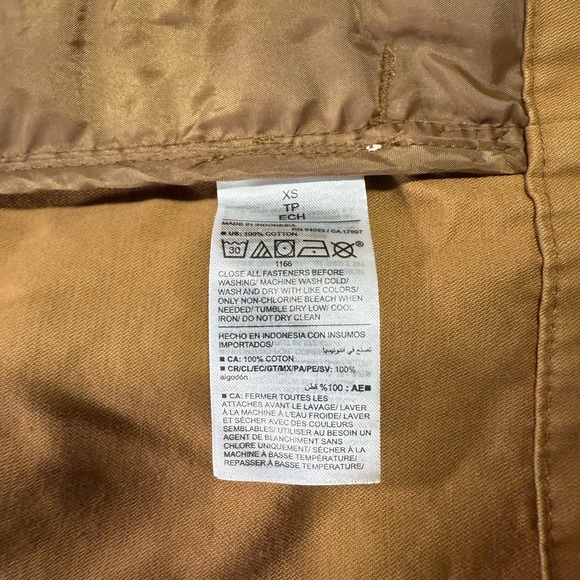 XS
TP
ECH
MADE IN INDONESIA RN 54023 / CA 17897
■ US: 100% COTTON
30
1166
CLOSE ALL FASTENERS BEFORE
WASHING/ MACHINE WASH COLD/
WASH AND DRY WITH LIKE COLORS/
ONLY NON-CHLORINE BLEACH WHEN
NEEDED/ TUMBLE DRY LOW/ COOL
IRON/ DO NOT DRY CLEAN
HECHO EN INDONESIA CON INSUMOS
IMPORTADOS/ صنع في اندونيسيا
■ CA: 100% COTON
■ CR/CL/EC/GT/MX/PA/PE/SV: 100%
algodón
■AE : %100 قطن
■ CA: FERMER TOUTES LES
ATTACHES AVANT LE LAVAGE/ LAVER
À LA MACHINE À L'EAU FROIDE/ LAVER
ET SÉCHER AVEC DES COULEURS
SEMBLABLES/ UTILISER AU BESOIN UN
AGENT DE BLANCHIMENT SANS
CHLORE UNIQUEMENT/ SÉCHER À LA
MACHINE À BASSE TEMPÉRATURE/
REPASSER À BASSE TEMPÉRATURE/